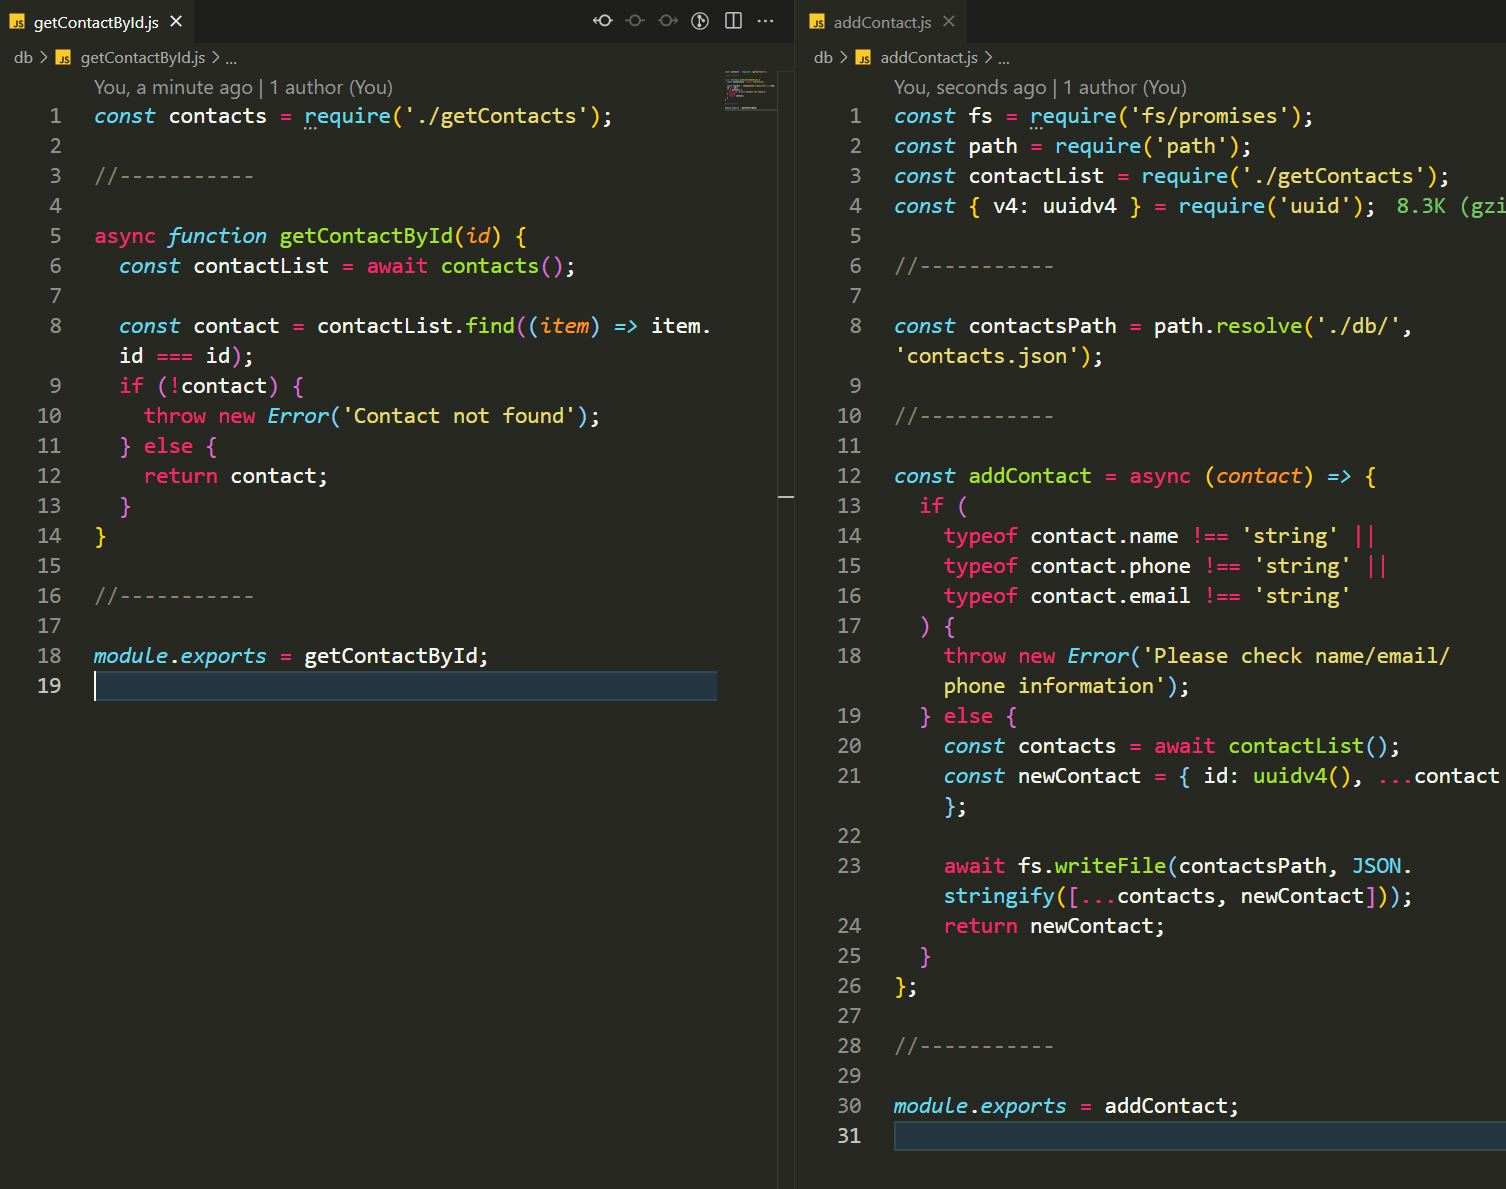 JS getContactById.js
db > JS getContactById.js > ...
You, a minute ago | 1 author (You)
1 const contacts = require('./getContacts');
2
3 //-----------
4
5 async function getContactById(id) {
6 const contactList = await contacts();
7
8 const contact = contactList.find((item) => item.
id === id);
9 if (!contact) {
10 throw new Error('Contact not found');
11 } else {
12 return contact;
13 }
14 }
15
16 //-----------
17
18 module.exports = getContactById;
19
JS addContact.js
db > JS addContact.js > ...
You, seconds ago | 1 author (You)
1 const fs = require('fs/promises');
2 const path = require('path');
3 const contactList = require('./getContacts');
4 const { v4: uuidv4 } = require('uuid'); 8.3K (gzi
5
6 //-----------
7
8 const contactsPath = path.resolve('./db/',
'contacts.json');
9
10 //-----------
11
12 const addContact = async (contact) => {
13 if (
14 typeof contact.name !== 'string' ||
15 typeof contact.phone !== 'string' ||
16 typeof contact.email !== 'string'
17 ) {
18 throw new Error('Please check name/email/
phone information');
19 } else {
20 const contacts = await contactList();
21 const newContact = { id: uuidv4(), ...contact
};
22
23 await fs.writeFile(contactsPath, JSON.
stringify([...contacts, newContact]));
24 return newContact;
25 }
26 };
27
28 //-----------
29
30 module.exports = addContact;
31